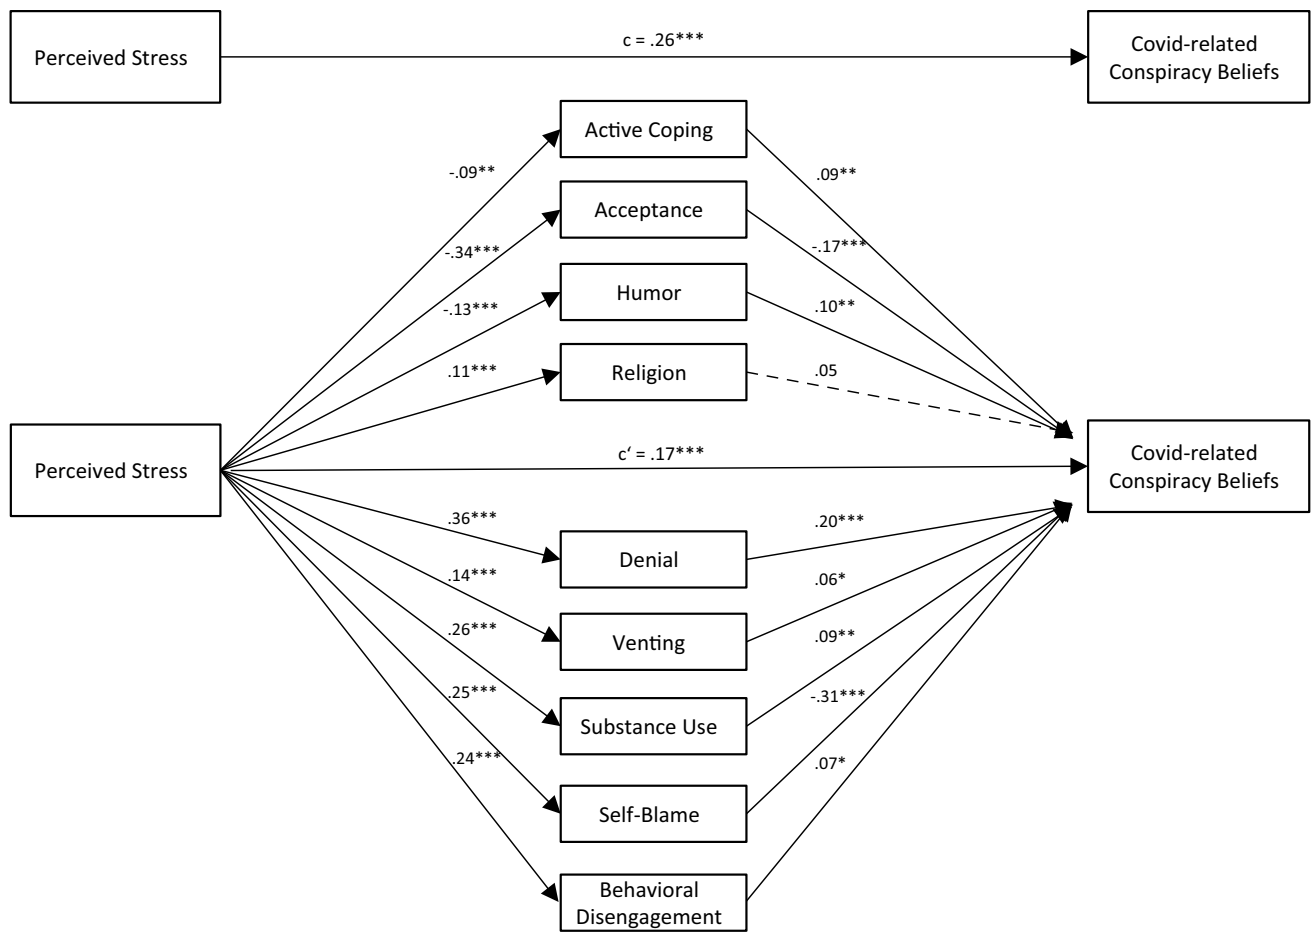 Perceived Stress
c = .26***
Covid-related
Conspiracy Beliefs
Active Coping
-.09**
.09**
Acceptance
-.34***
-.17***
Humor
-.13***
.10**
Religion
.11***
.05
Perceived Stress
c‘ = .17***
Covid-related
Conspiracy Beliefs
.36***
.20***
Denial
.14***
.06*
Venting
.26***
.09**
Substance Use
.25***
-.31***
Self-Blame
.24***
.07*
Behavioral
Disengagement